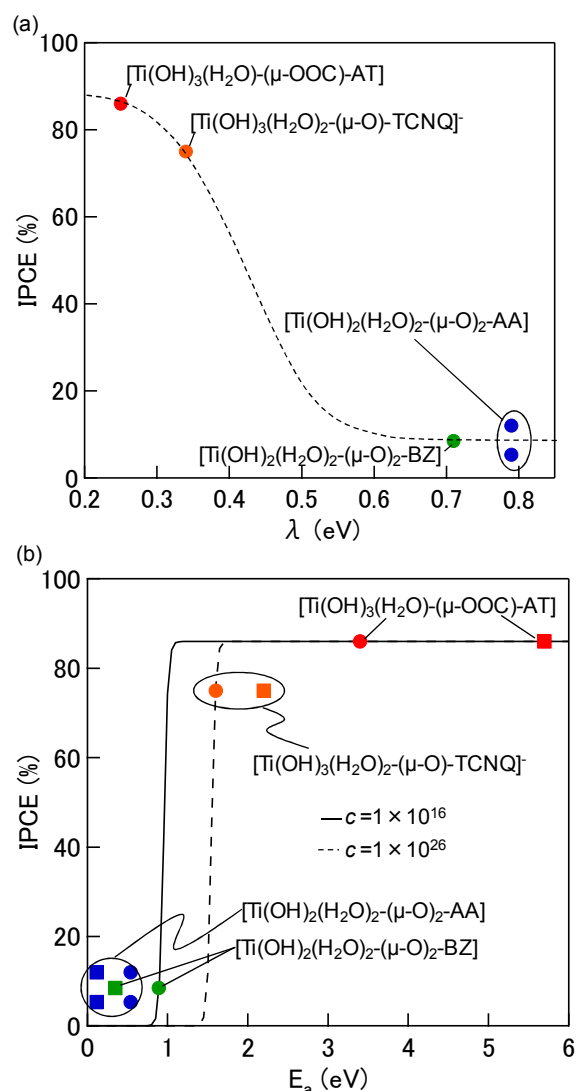 (a)
100
[Ti(OH)₃(H₂O)-(μ-OOC)-AT]
[Ti(OH)₃(H₂O)₂-(μ-O)-TCNQ]⁻
80
60
IPCE (%)
40
[Ti(OH)₂(H₂O)₂-(μ-O)₂-AA]
20
[Ti(OH)₂(H₂O)₂-(μ-O)₂-BZ]
0
0.2 0.3 0.4 0.5 0.6 0.7 0.8
λ (eV)
(b)
100
[Ti(OH)₃(H₂O)-(μ-OOC)-AT]
80
[Ti(OH)₃(H₂O)₂-(μ-O)-TCNQ]⁻
60
IPCE (%)
c=1×10¹⁶
c=1×10²⁶
40
[Ti(OH)₂(H₂O)₂-(μ-O)₂-AA]
20
[Ti(OH)₂(H₂O)₂-(μ-O)₂-BZ]
0
0 1 2 3 4 5 6
Eₐ (eV)